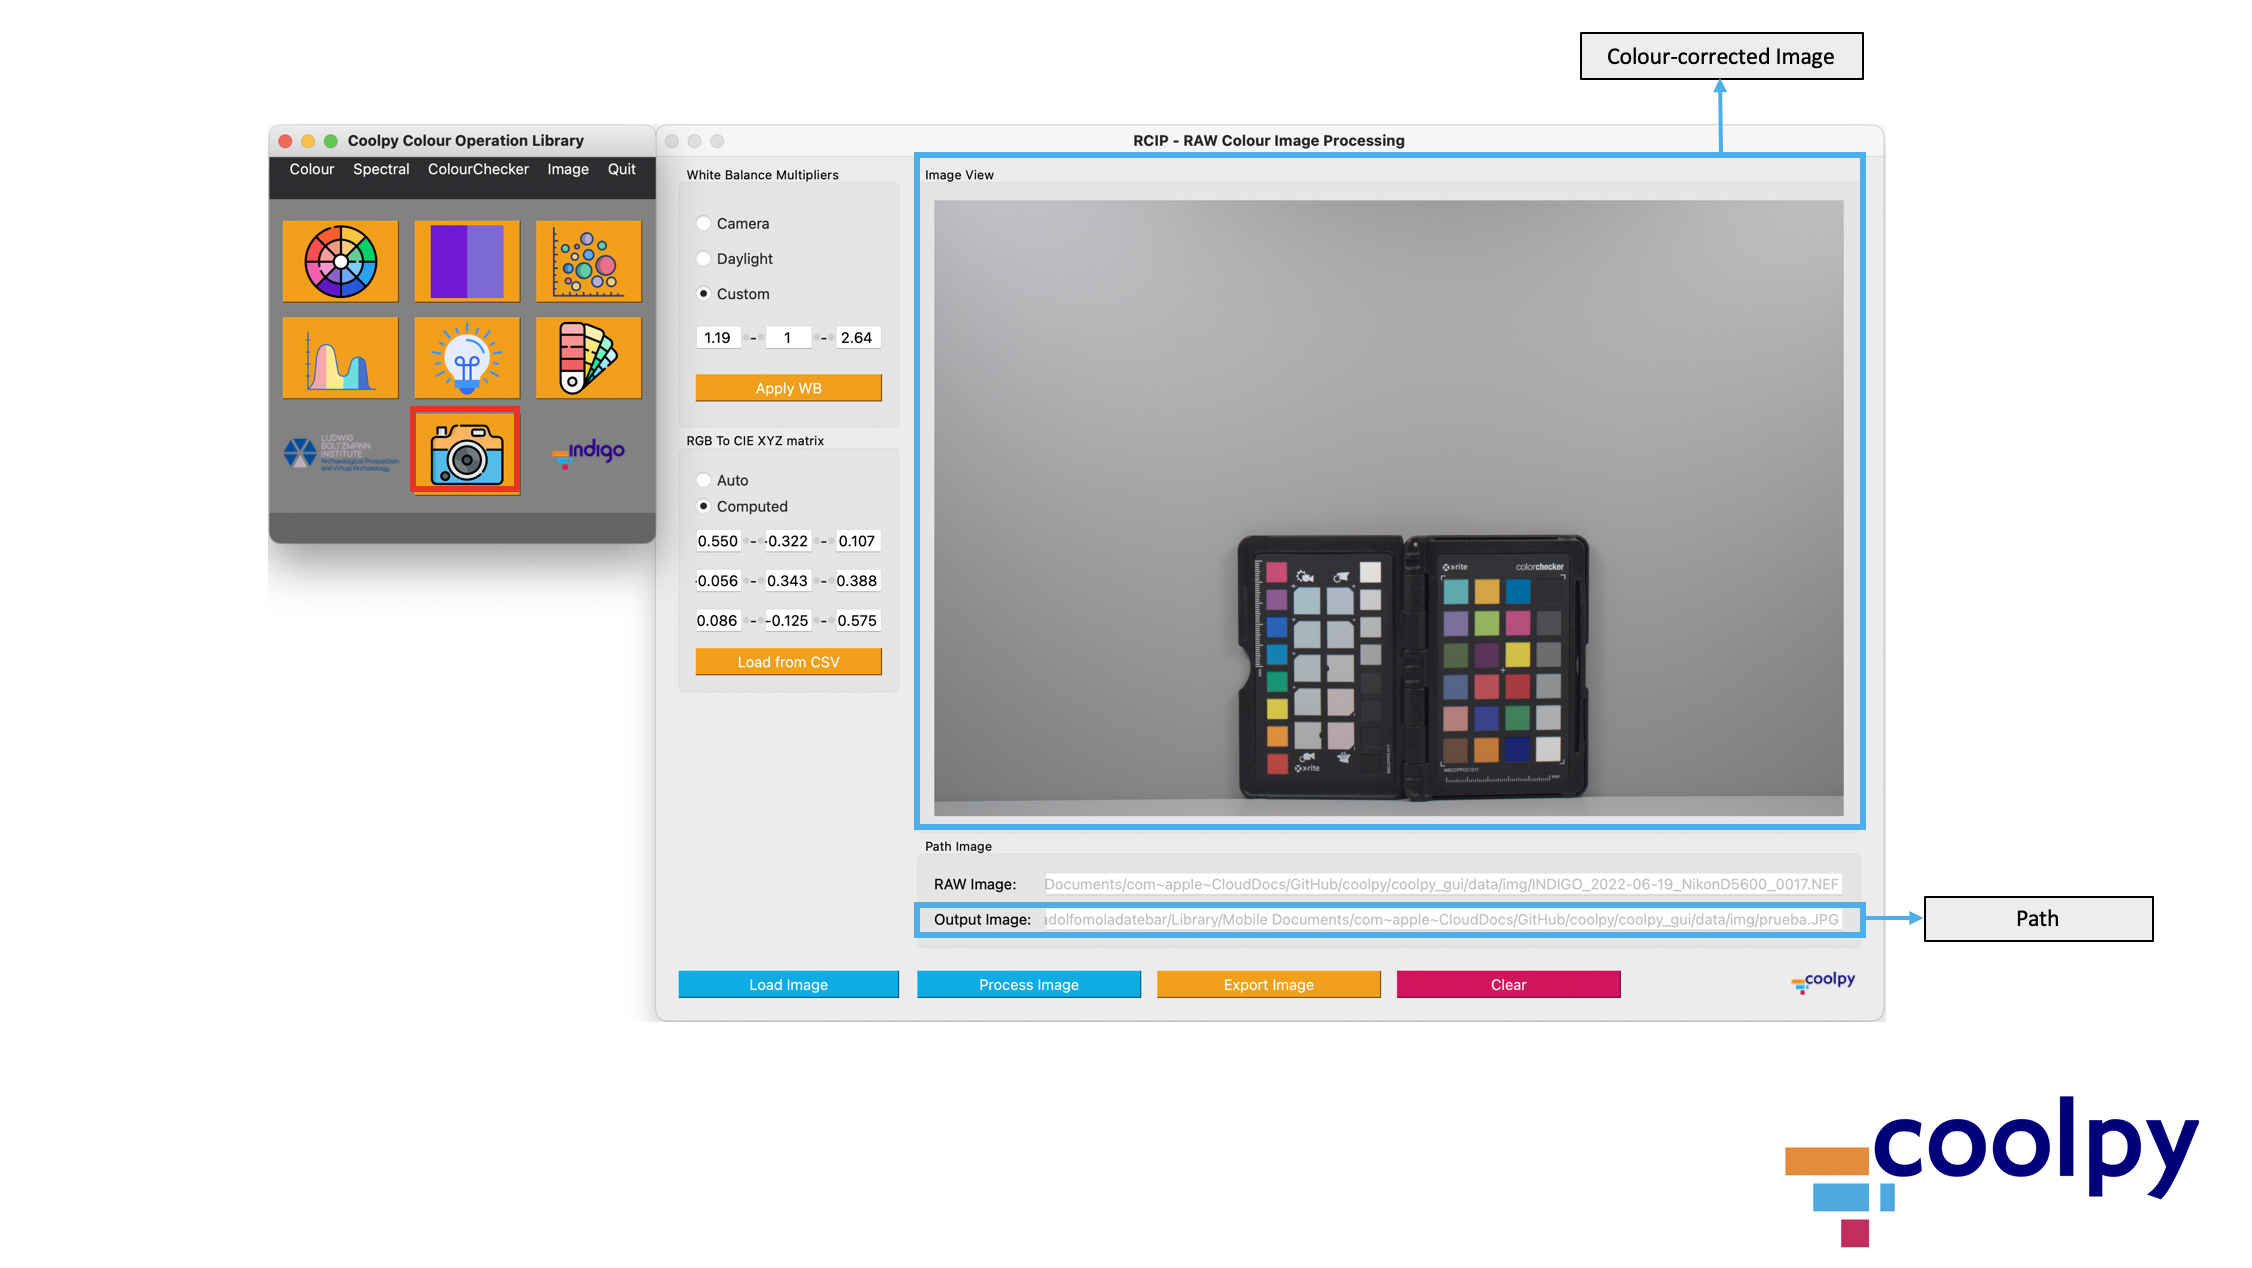 Colour-corrected Image
Coolpy Colour Operation Library
Colour Spectral ColourChecker Image Quit
LUDWIG
BOLTZMANN
INSTITUTE
Archaeological Prospection
and Virtual Archaeology
indigo
RCIP - RAW Colour Image Processing
White Balance Multipliers
Camera
Daylight
Custom
1.19 -- 1 -- 2.64
Apply WB
RGB To CIE XYZ matrix
Auto
Computed
0.550 -- -0.322 -- 0.107
-0.056 -- 0.343 -- 0.388
0.086 -- -0.125 -- 0.575
Load from CSV
Image View
x-rite
x-rite colorchecker
MSCCPPCC1217
mm
Path Image
RAW Image: Documents/com~apple~CloudDocs/GitHub/coolpy/coolpy_gui/data/img/INDIGO_2022-06-19_NikonD5600_0017.NEF
Output Image: adolfomoladatebar/Library/Mobile Documents/com~apple~CloudDocs/GitHub/coolpy/coolpy_gui/data/img/prueba.JPG
Path
Load Image Process Image Export Image Clear
coolpy
coolpy